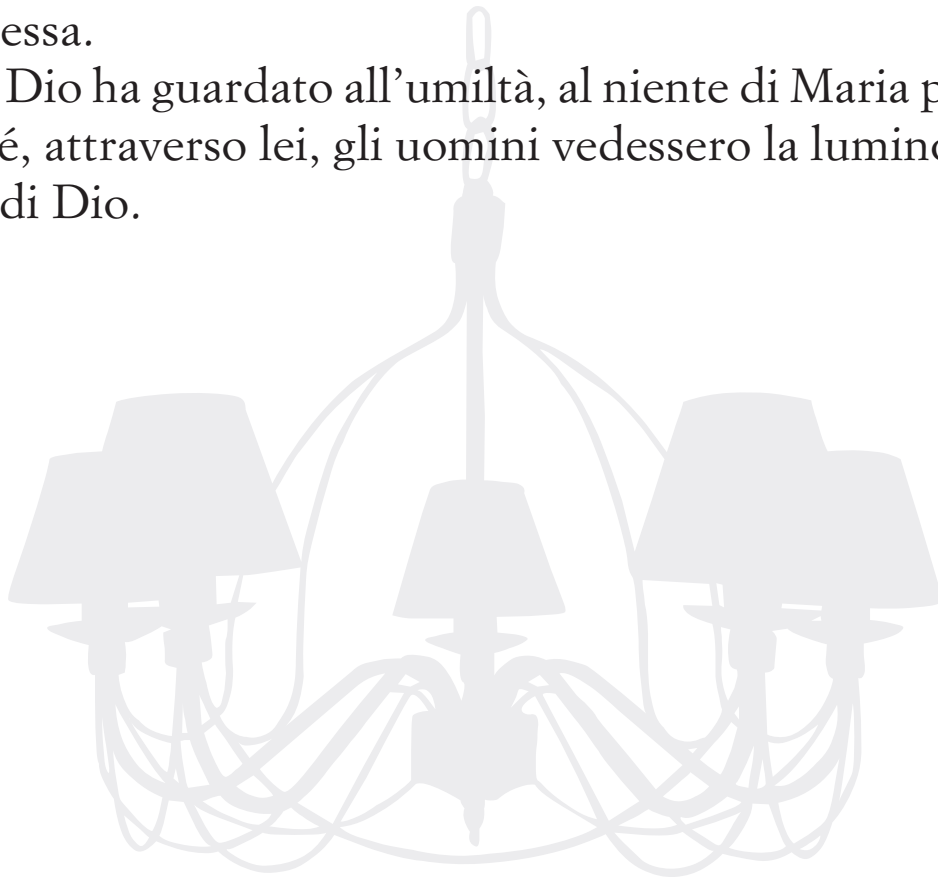 essa.
Dio ha guardato all’umiltà, al niente di Maria p
é, attraverso lei, gli uomini vedessero la lumino
di Dio.